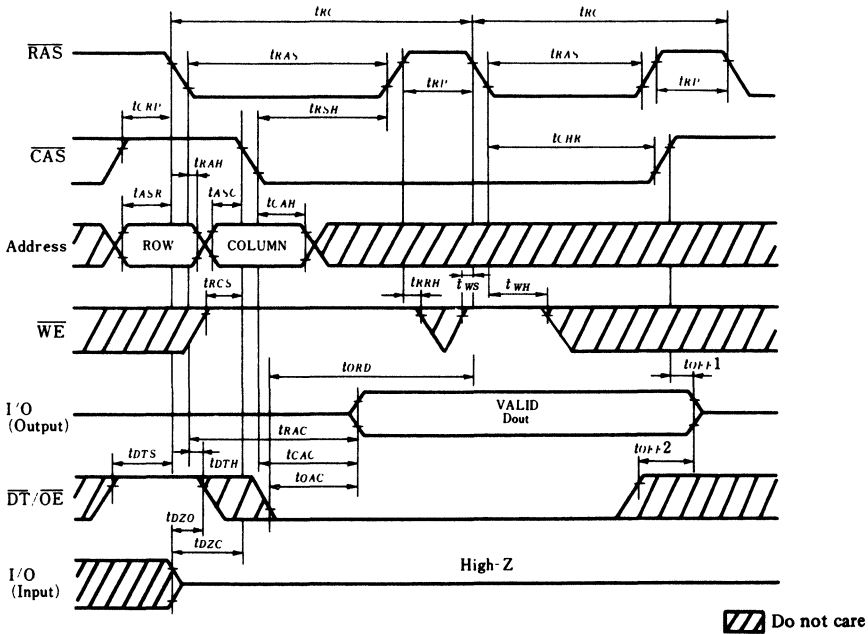 tRC tRC
RAS tRAS tRAS
tRP tRP
tCRP tRSH
CAS tRAH tCHR
tASR tASC tCAH
Address ROW COLUMN
tRCS tRRH tWS tWH
WE
tORD tOFF1
I/O
(Output)
VALID
Dout
tRAC
tDTS tDTH tCAC tOFF2
DT/OE tOAC
tDZO
tDZC
I/O
(Input)
High-Z
Do not care